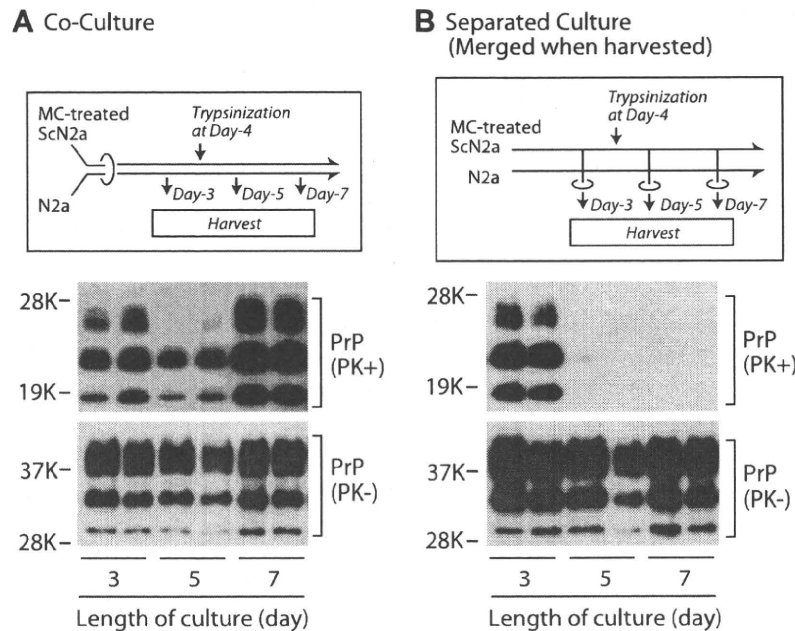 A Co-Culture
MC-treated
ScN2a
N2a
Trypsinization
at Day-4
Day-3
Day-5
Day-7
Harvest
28K
19K
PrP
(PK+)
37K
28K
PrP
(PK-)
3
5
7
Length of culture (day)
B Separated Culture
(Merged when harvested)
MC-treated
ScN2a
N2a
Trypsinization
at Day-4
Day-3
Day-5
Day-7
Harvest
28K
19K
PrP
(PK+)
37K
28K
PrP
(PK-)
3
5
7
Length of culture (day)